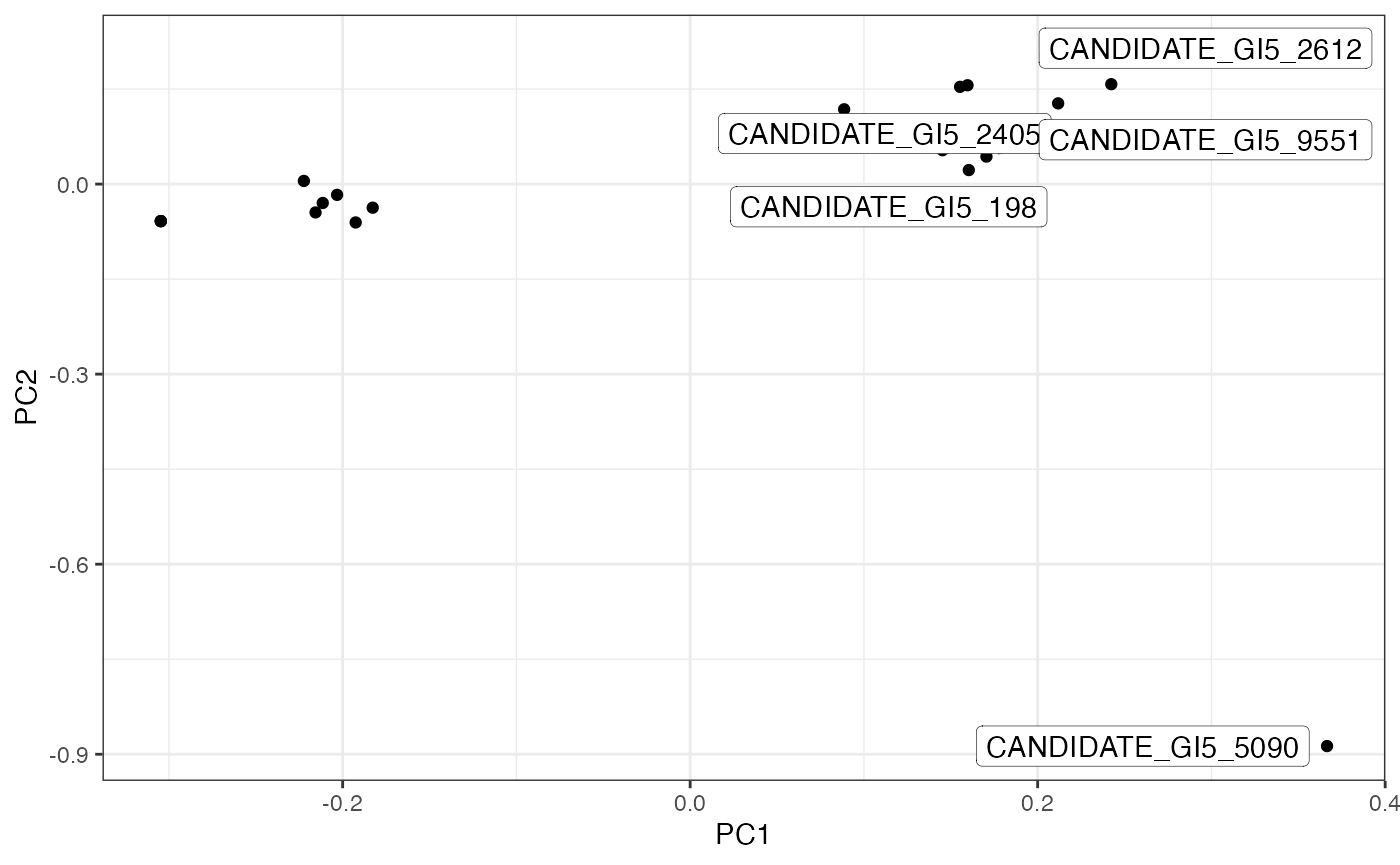 CANDIDATE_GI5_2612
CANDIDATE_GI5_2405
CANDIDATE_GI5_9551
0.0
CANDIDATE_GI5_198
-0.3
PC2
-0.6
CANDIDATE_GI5_5090
-0.9
-0.2
0.0
0.2
0.4
PC1